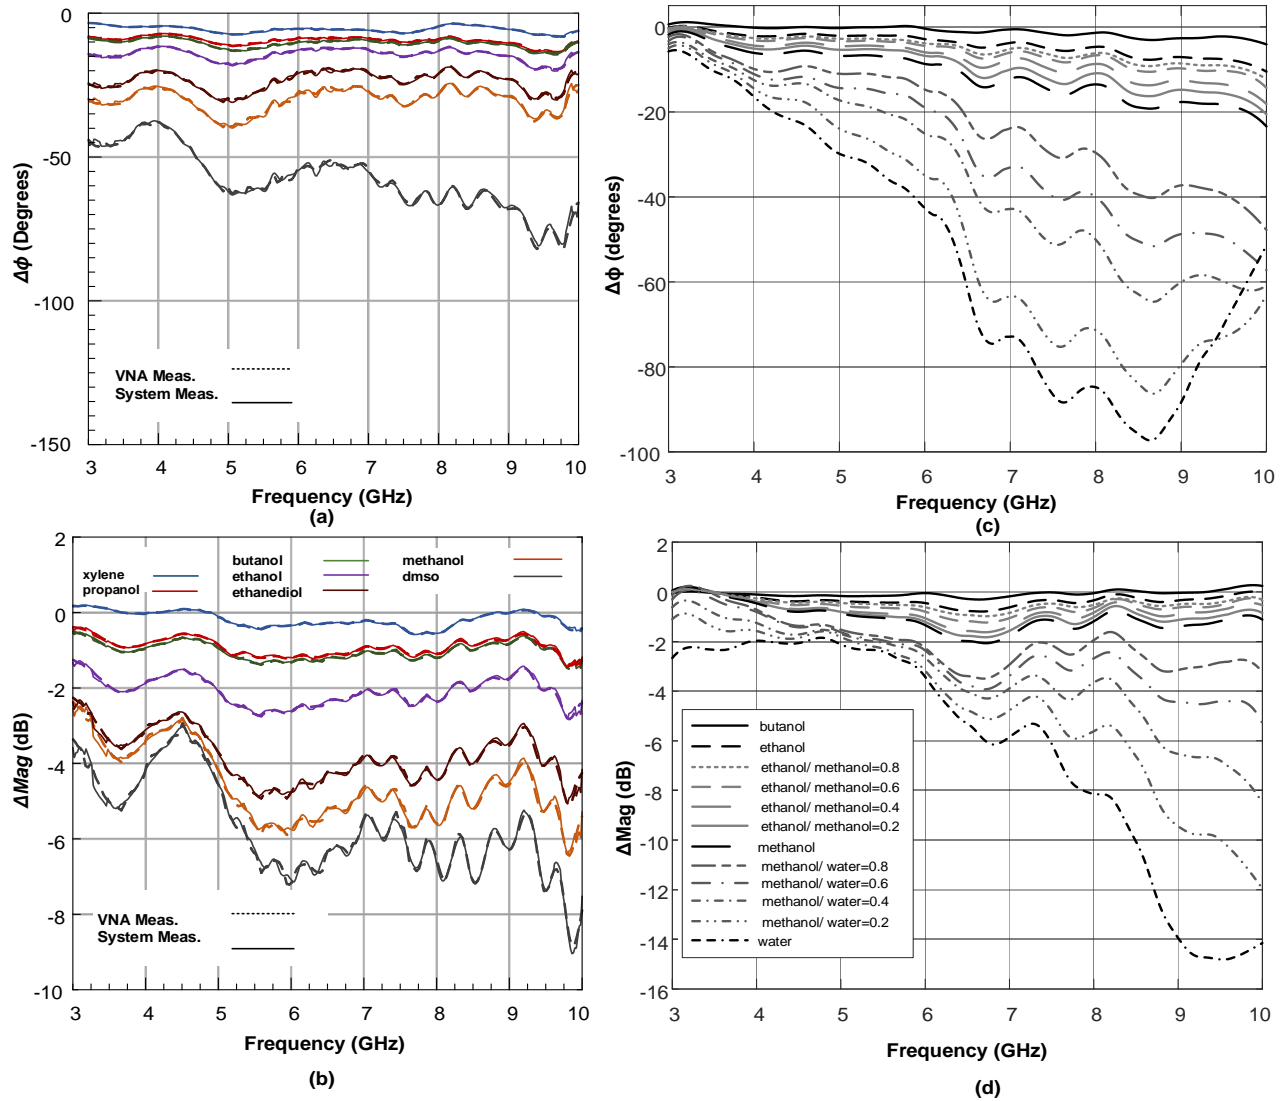 0
-50
-100
-150
Δϕ (Degrees)
VNA Meas.
System Meas.
3 4 5 6 7 8 9 10
Frequency (GHz)
(a)
0
-20
-40
-60
-80
-100
Δϕ (degrees)
3 4 5 6 7 8 9 10
Frequency (GHz)
(c)
2
0
-2
-4
-6
-8
-10
ΔMag (dB)
xylene
propanol
butanol
ethanol
ethanediol
methanol
dmso
VNA Meas.
System Meas.
3 4 5 6 7 8 9 10
Frequency (GHz)
(b)
2
0
-2
-4
-6
-8
-10
-12
-14
-16
ΔMag (dB)
butanol
ethanol
ethanol/ methanol=0.8
ethanol/ methanol=0.6
ethanol/ methanol=0.4
ethanol/ methanol=0.2
methanol
methanol/ water=0.8
methanol/ water=0.6
methanol/ water=0.4
methanol/ water=0.2
water
3 4 5 6 7 8 9 10
Frequency (GHz)
(d)